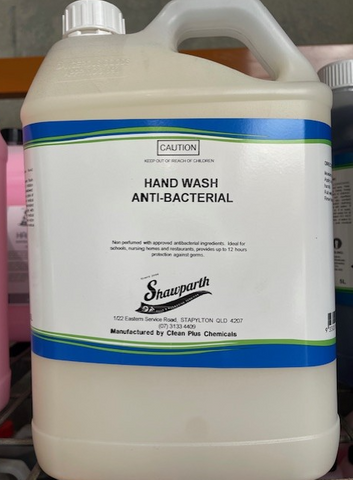 CAUTION
KEEP OUT OF REACH OF CHILDREN
HAND WASH
ANTI-BACTERIAL
Non perfumed with approved antibacterial ingredients. Ideal for
schools, nursing homes and restaurants, provides up to 12 hours
protection against germs.
Shawparth
1/22 Eastern Service Road, STAPYLTON QLD 4207
(07) 3133 4409
Manufactured by Clean Plus Chemicals
5L